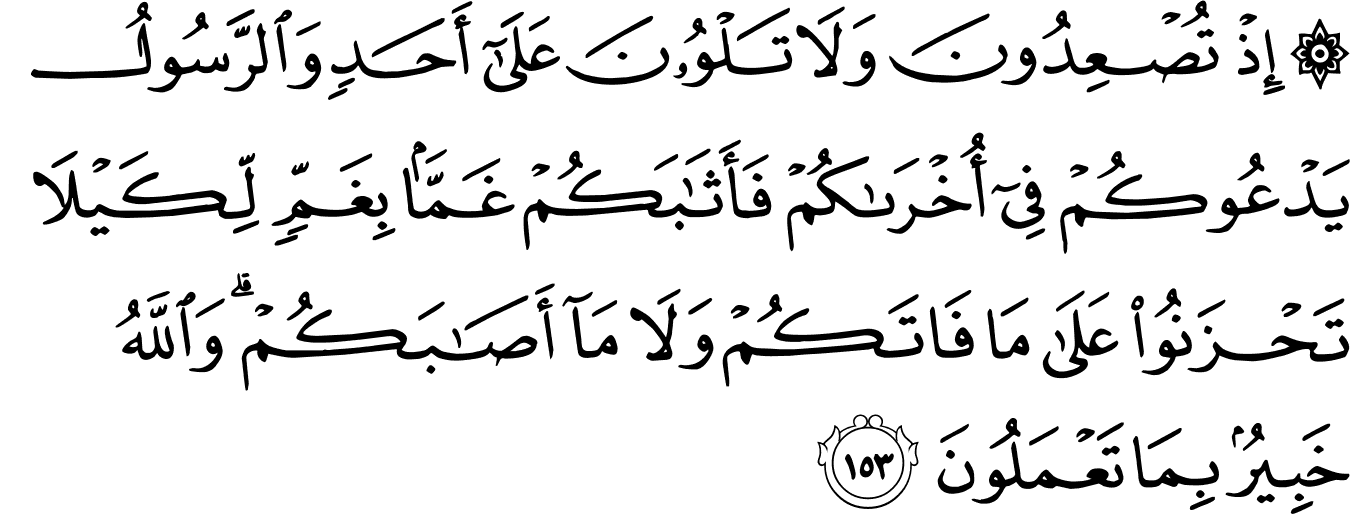 ۞ إِذۡ تُصۡعِدُونَ وَلَا تَلۡوُۥنَ عَلَىٰٓ أَحَدٖ وَٱلرَّسُولُ
يَدۡعُوكُمۡ فِيٓ أُخۡرَىٰكُمۡ فَأَثَٰبَكُمۡ غَمَّۢا بِغَمّٖ لِّكَيۡلَا
تَحۡزَنُواْ عَلَىٰ مَا فَاتَكُمۡ وَلَا مَآ أَصَٰبَكُمۡۗ وَٱللَّهُ
خَبِيرُۢ بِمَا تَعۡمَلُونَ ١٥٣